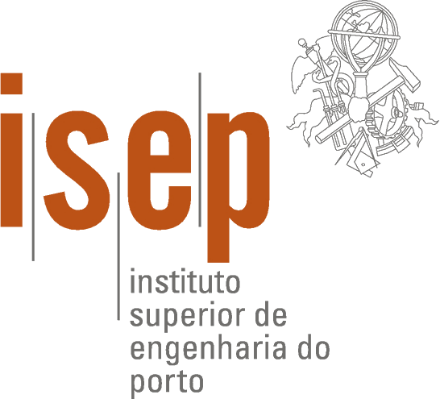 isep
instituto
superior de
engenharia do
porto